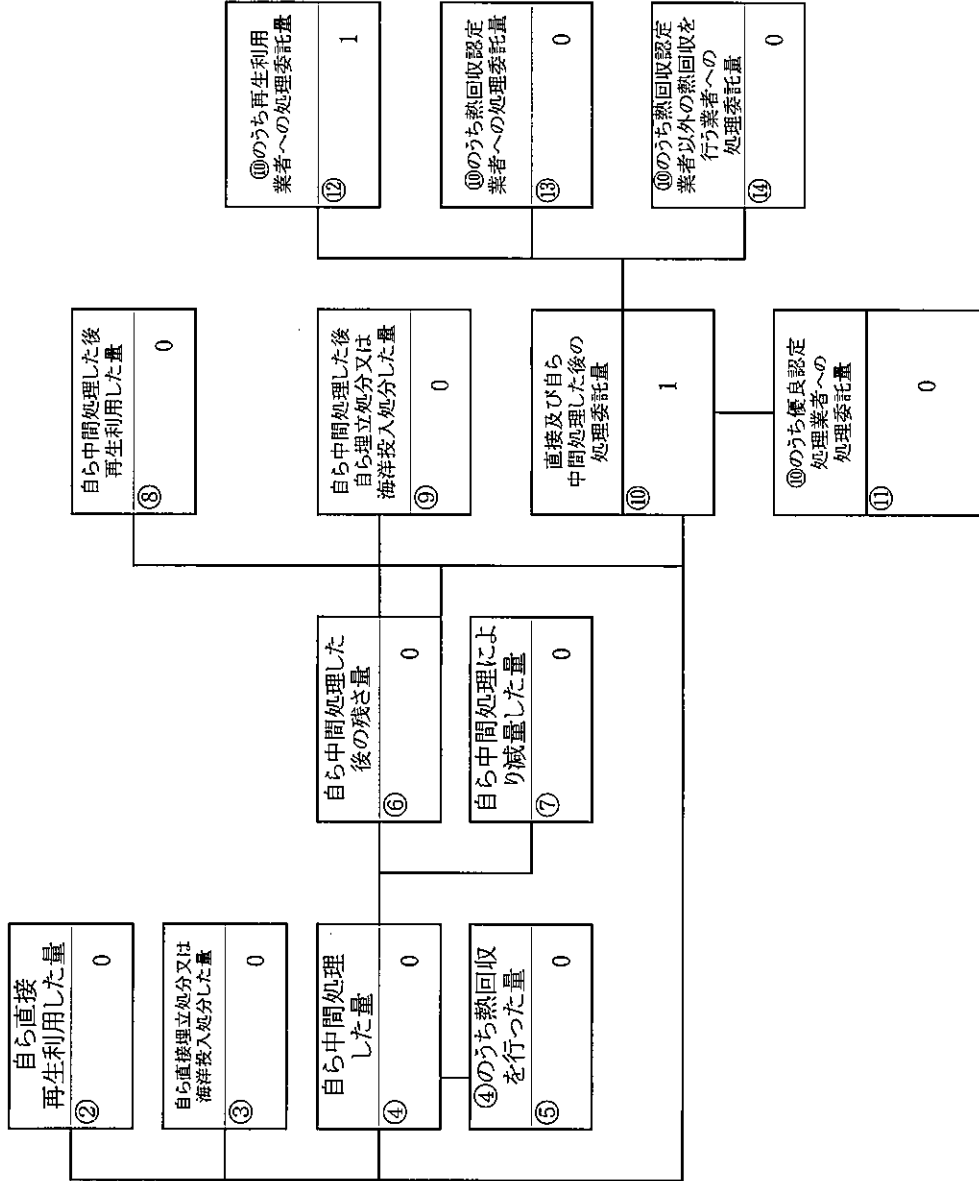 自ら直接
再生利用した量
② 0
自ら直接埋立処分又は
海洋投入処分した量
③ 0
自ら中間処理
した量
④ 0
④のうち熱回収
を行った量
⑤ 0
自ら中間処理した
後の残さ量
⑥ 0
自ら中間処理によ
り減量した量
⑦ 0
自ら中間処理した後
再生利用した量
⑧ 0
自ら中間処理した後
自ら埋立処分又は
海洋投入処分した量
⑨ 0
直接及び自ら
中間処理した後の
処理委託量
⑩ 1
⑩のうち優良認定
処理業者への
処理委託量
⑪ 0
⑩のうち再生利用
業者への処理委託量
⑫ 1
⑩のうち熱回収認定
業者への処理委託量
⑬ 0
⑩のうち熱回収認定
業者以外の熱回収を
行う業者への
処理委託量
⑭ 0